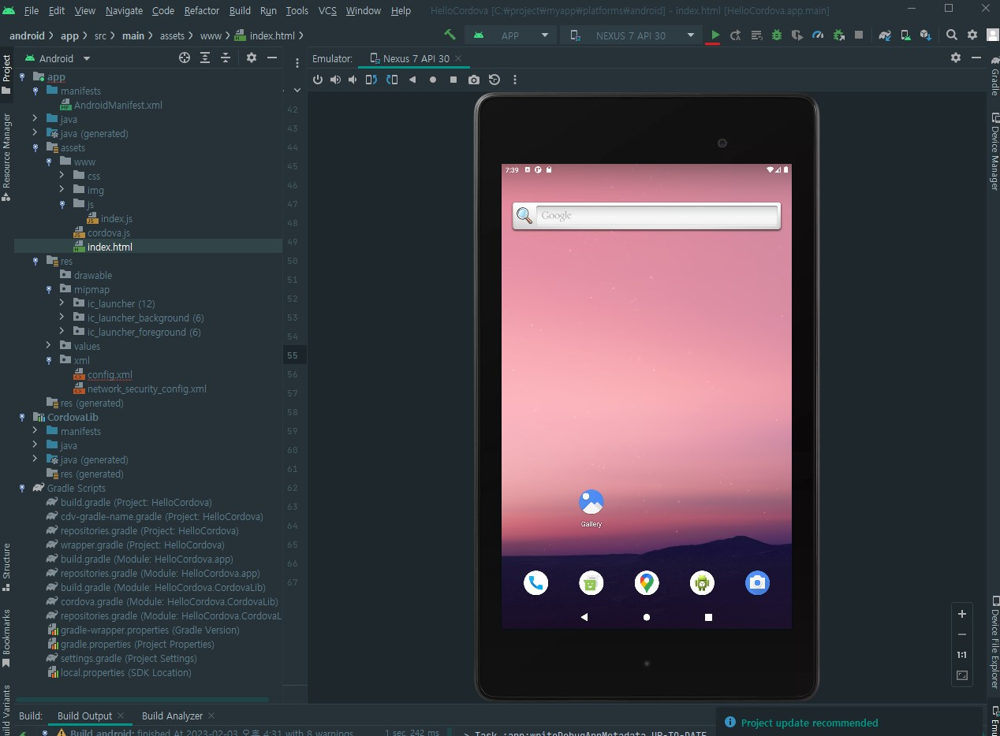 File Edit View Navigate Code Refactor Build Run Tools VCS Window Help HelloCordova [C:₩project₩myapp₩platforms₩android] - index.html [HelloCordova.app.main]
android app src main assets www index.html
APP
NEXUS 7 API 30
Project
Resource Manager
Structure
Bookmarks
uild Variants
Android
app
manifests
AndroidManifest.xml
java
java (generated)
assets
www
css
img
js
index.js
cordova.js
index.html
res
drawable
mipmap
ic_launcher (12)
ic_launcher_background (6)
ic_launcher_foreground (6)
values
xml
config.xml
network_security_config.xml
res (generated)
CordovaLib
manifests
java
java (generated)
res (generated)
Gradle Scripts
build.gradle (Project: HelloCordova)
cdv-gradle-name.gradle (Project: HelloCordova)
repositories.gradle (Project: HelloCordova)
wrapper.gradle (Project: HelloCordova)
build.gradle (Module: HelloCordova.app)
repositories.gradle (Module: HelloCordova.app)
build.gradle (Module: HelloCordova.CordovaLib)
cordova.gradle (Module: HelloCordova.CordovaLib)
repositories.gradle (Module: HelloCordova.CordovaL
gradle-wrapper.properties (Gradle Version)
gradle.properties (Project Properties)
settings.gradle (Project Settings)
local.properties (SDK Location)
42
43
44
45
46
47
48
49
50
51
52
53
54
55
56
57
58
59
60
61
62
63
64
65
66
67
Emulator: Nexus 7 API 30
7:39
Google
Gallery
1:1
Gradle
Device Manager
Device File Explorer
Emu
Build: Build Output Build Analyzer
Build android: finished At 2023-02-03 오후 4:31 with 8 warnings 1 sec, 242 ms
> Task :app:writeDebugAppMetadata UP-TO-DATE
Project update recommended